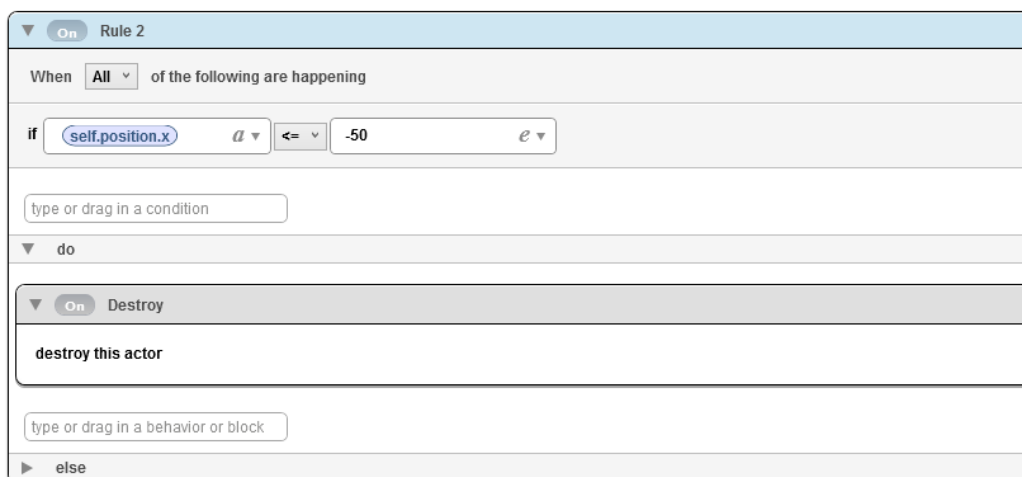 On Rule 2
When All of the following are happening
if self.position.x a <= -50 e
type or drag in a condition
do
On Destroy
destroy this actor
type or drag in a behavior or block
else